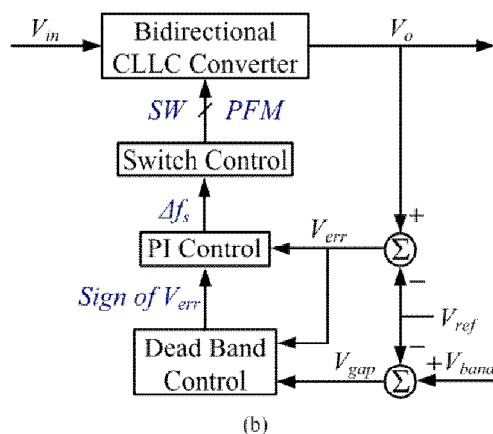 V_in
Bidirectional
CLLC Converter
V_o
SW
PFM
Switch Control
Δf_s
+
V_err
Σ
PI Control
−
Sign of V_err
V_ref
−
Dead Band
Control
V_gap
Σ
+V_band
(b)